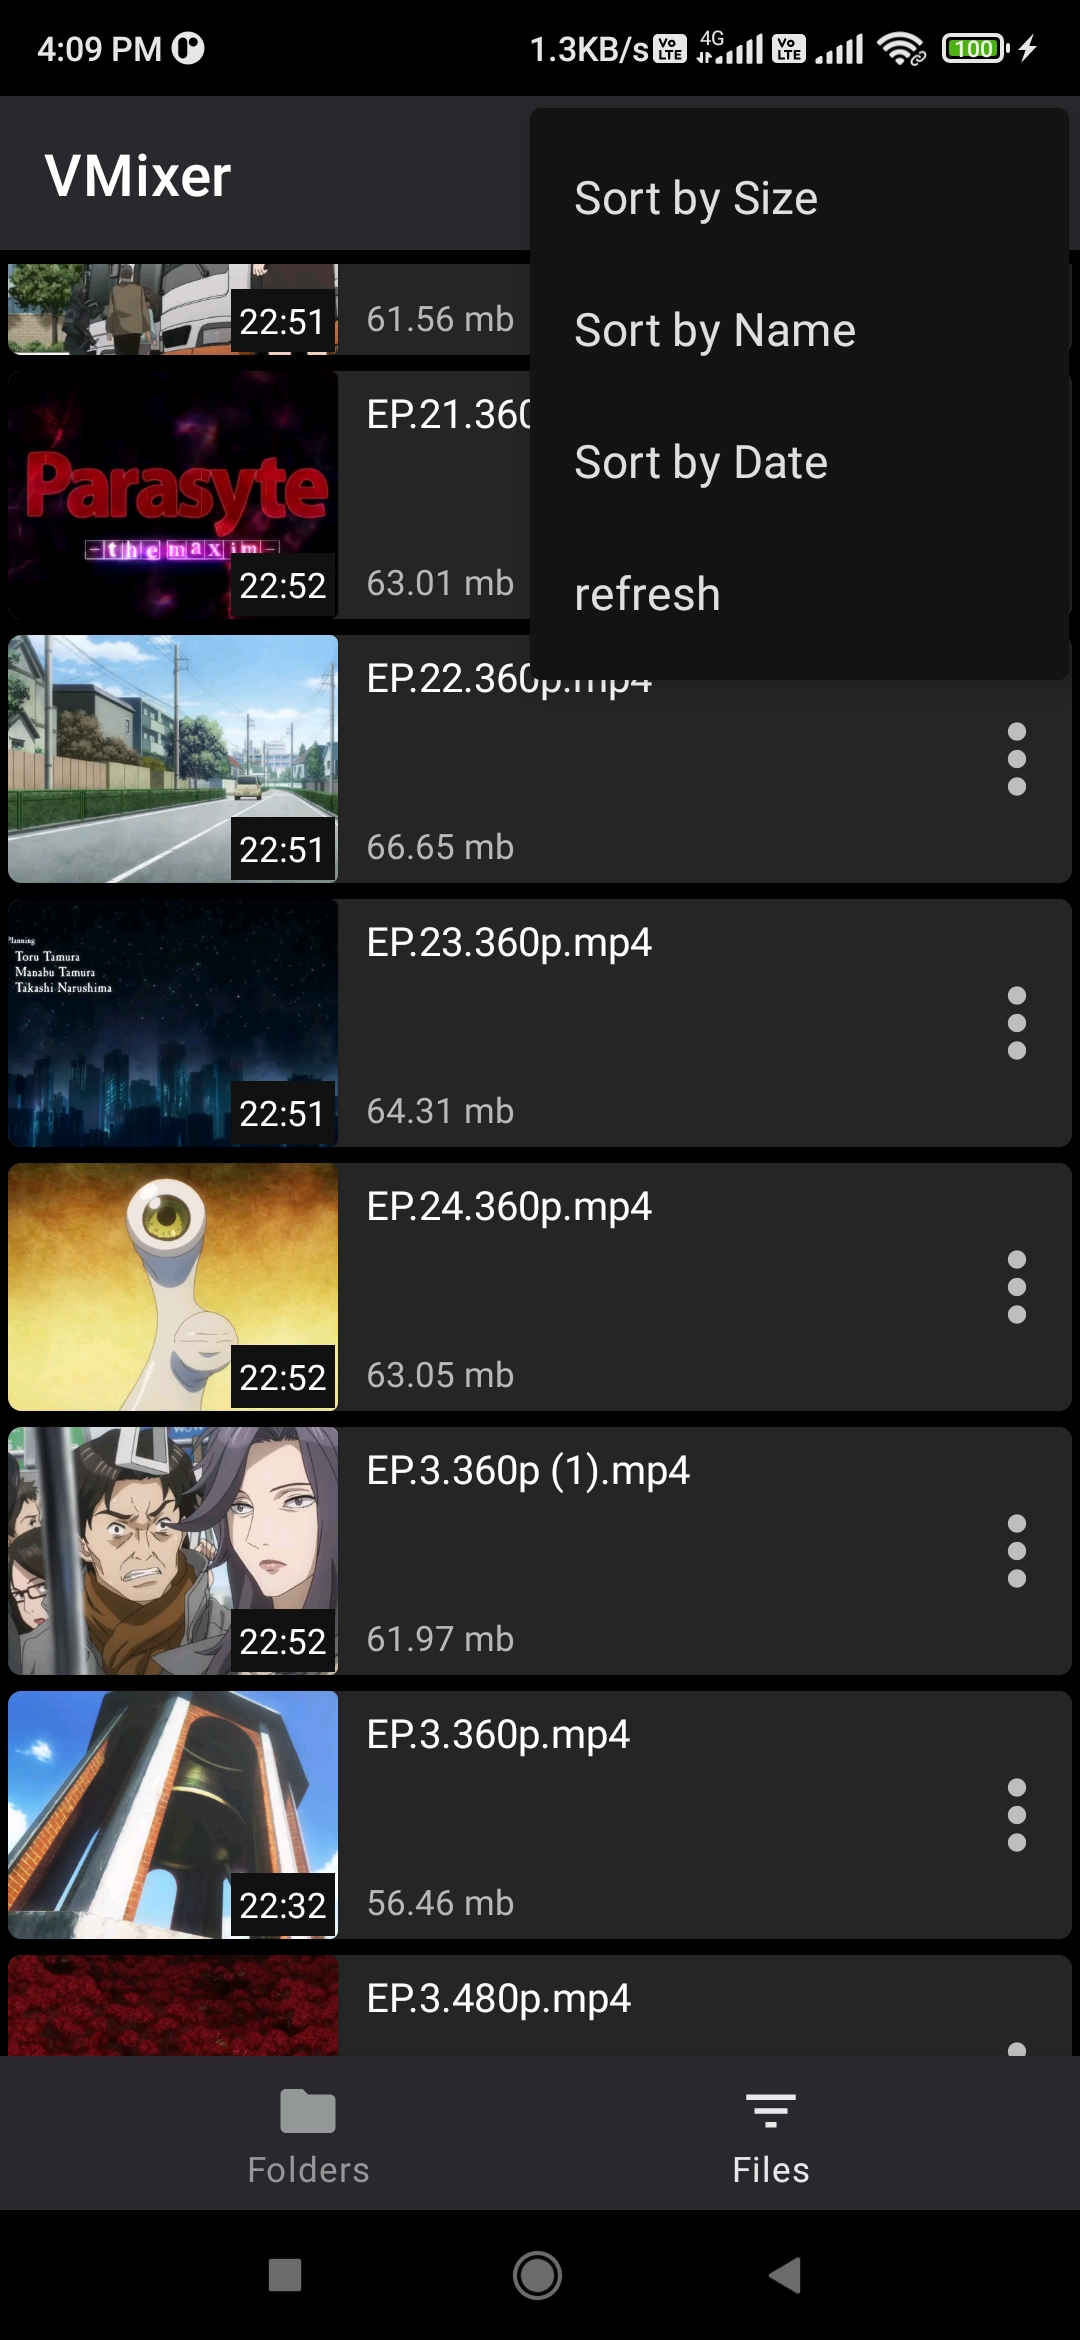 4:09 PM
1.3KB/s Vo LTE 4G Vo LTE 100
VMixer
Sort by Size
Sort by Name
Sort by Date
refresh
22:51
61.56 mb
EP.21.360
Parasyte
-the maxim-
22:52
63.01 mb
EP.22.360p.mp4
22:51
66.65 mb
Planning
Toru Tamura
Manabu Tamura
Takashi Narushima
EP.23.360p.mp4
22:51
64.31 mb
EP.24.360p.mp4
22:52
63.05 mb
EP.3.360p (1).mp4
22:52
61.97 mb
EP.3.360p.mp4
22:32
56.46 mb
EP.3.480p.mp4
Folders
Files